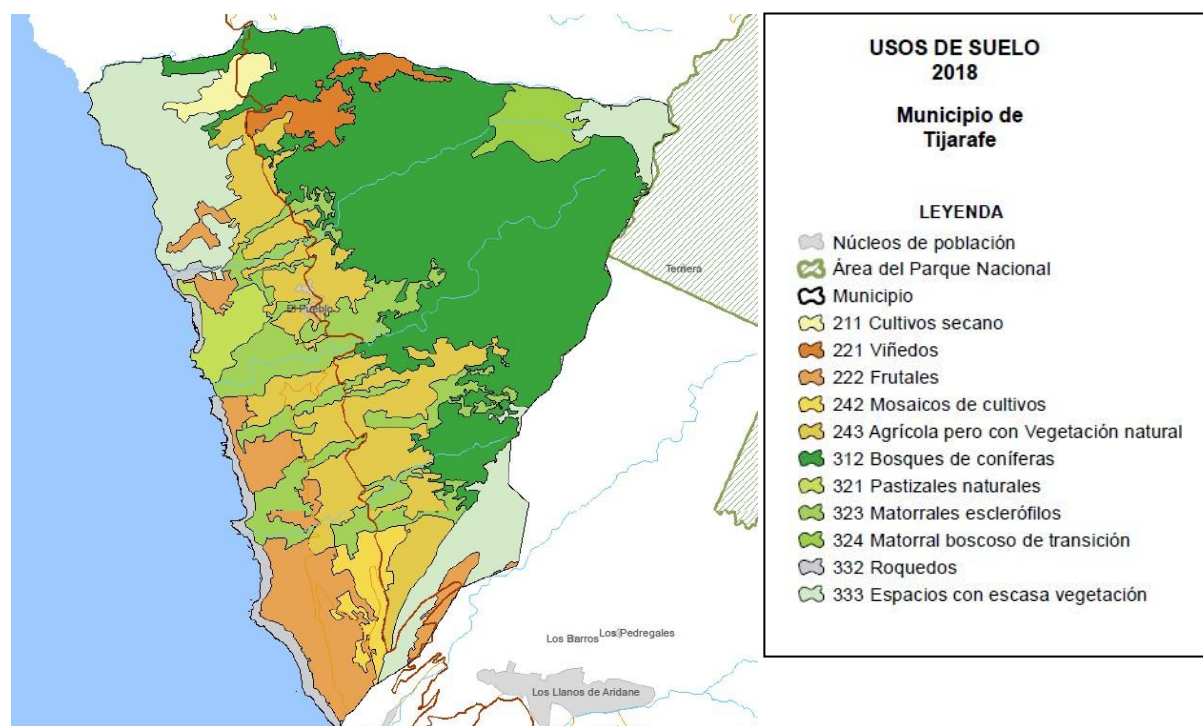 USOS DE SUELO
2018
Municipio de
Tijarafe
LEYENDA
Núcleos de población
Área del Parque Nacional
Municipio
211 Cultivos secano
221 Viñedos
222 Frutales
242 Mosaicos de cultivos
243 Agrícola pero con Vegetación natural
312 Bosques de coníferas
321 Pastizales naturales
323 Matorrales esclerófilos
324 Matorral boscoso de transición
332 Roquedos
333 Espacios con escasa vegetación
El Pueblo
Los Barros
Los Pedregales
Los Llanos de Aridane